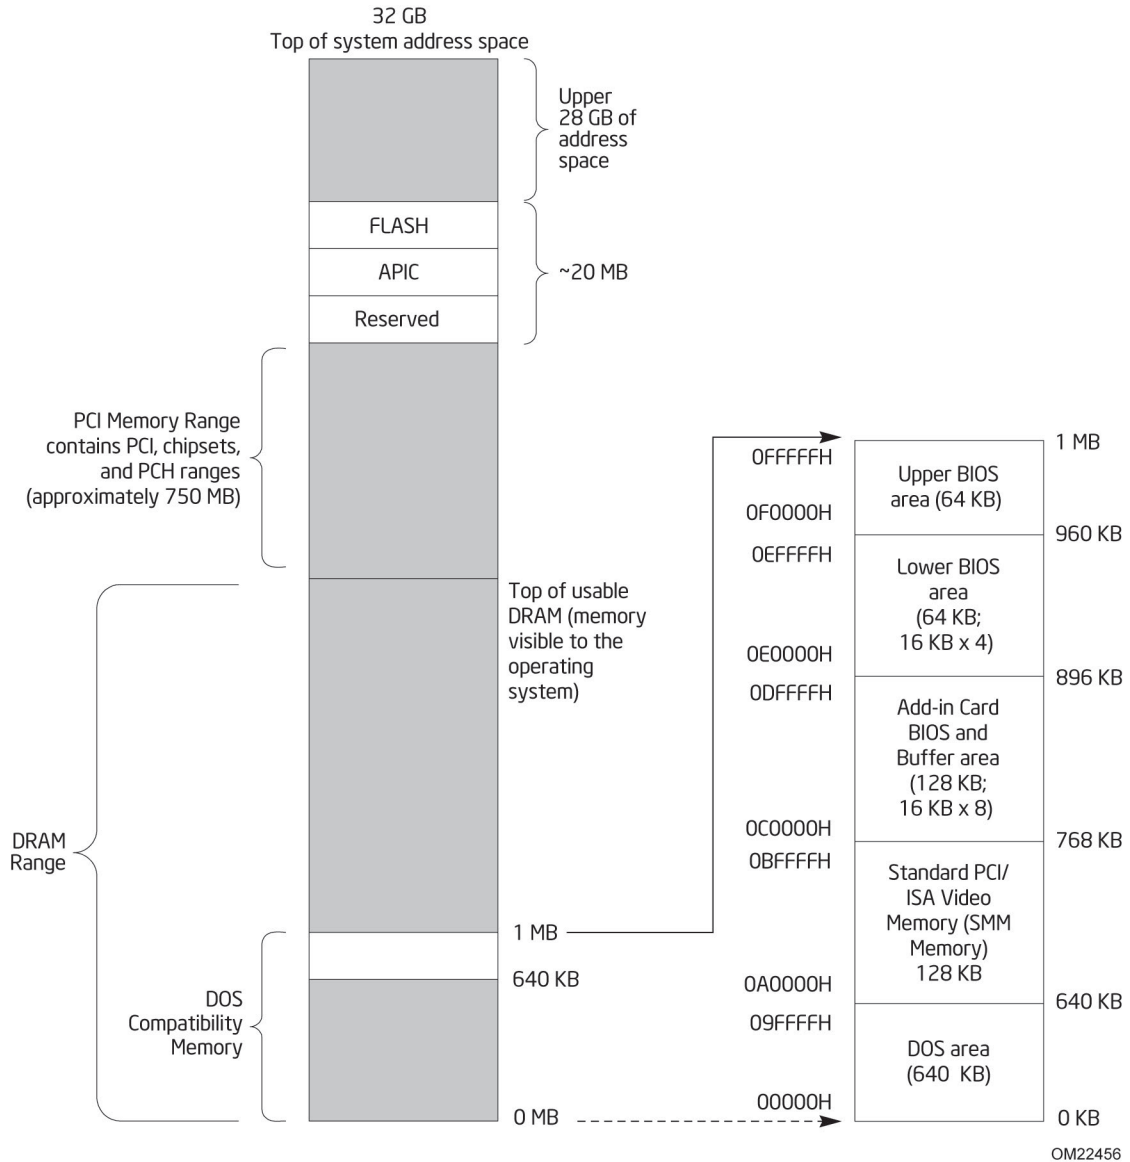 32 GB
Top of system address space
Upper
28 GB of
address
space
FLASH
APIC
Reserved
~20 MB
PCI Memory Range
contains PCI, chipsets,
and PCH ranges
(approximately 750 MB)
Top of usable
DRAM (memory
visible to the
operating
system)
DRAM
Range
1 MB
640 KB
DOS
Compatibility
Memory
0 MB
0FFFFFH
0F0000H
0EFFFFH
0E0000H
0DFFFFH
0C0000H
0BFFFFH
0A0000H
09FFFFH
00000H
Upper BIOS
area (64 KB)
Lower BIOS
area
(64 KB;
16 KB x 4)
Add-in Card
BIOS and
Buffer area
(128 KB;
16 KB x 8)
Standard PCI/
ISA Video
Memory (SMM
Memory)
128 KB
DOS area
(640 KB)
1 MB
960 KB
896 KB
768 KB
640 KB
0 KB
OM22456